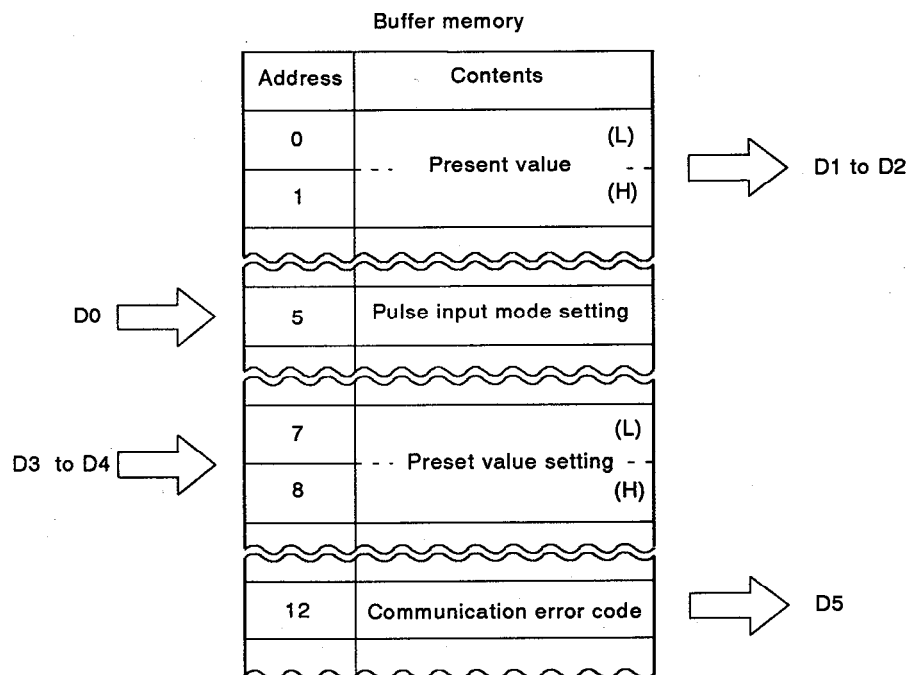 Buffer memory
Address Contents
0 (L)
Present value
D1 to D2
1 (H)
D0
5 Pulse input mode setting
7 (L)
D3 to D4
Preset value setting
8 (H)
12 Communication error code
D5